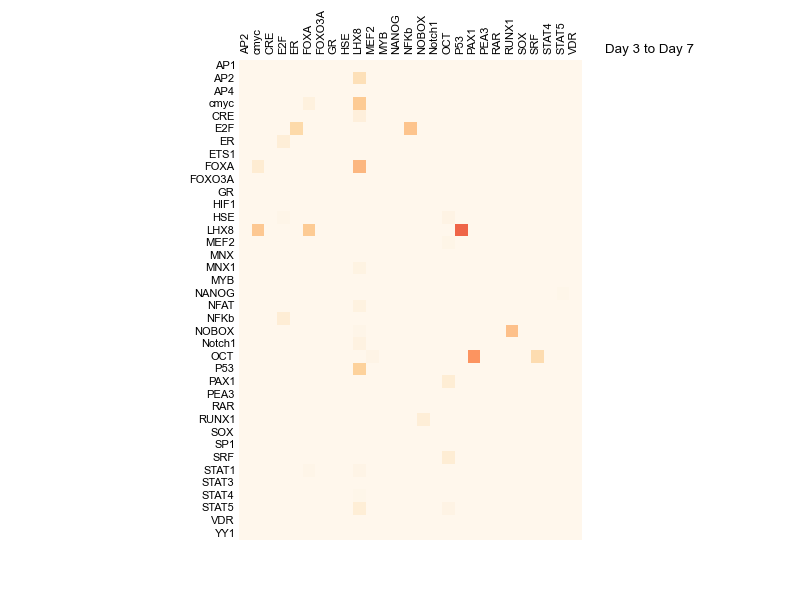 AP2 cmyc CRE E2F ER FOXA FOXO3A GR HSE LHX8 MEF2 MYB NANOG NFKb NOBOX Notch1 OCT P53 PAX1 PEA3 RAR RUNX1 SOX SRF STAT4 STAT5 VDR
Day 3 to Day 7
AP1
AP2
AP4
cmyc
CRE
E2F
ER
ETS1
FOXA
FOXO3A
GR
HIF1
HSE
LHX8
MEF2
MNX
MNX1
MYB
NANOG
NFAT
NFKb
NOBOX
Notch1
OCT
P53
PAX1
PEA3
RAR
RUNX1
SOX
SP1
SRF
STAT1
STAT3
STAT4
STAT5
VDR
YY1